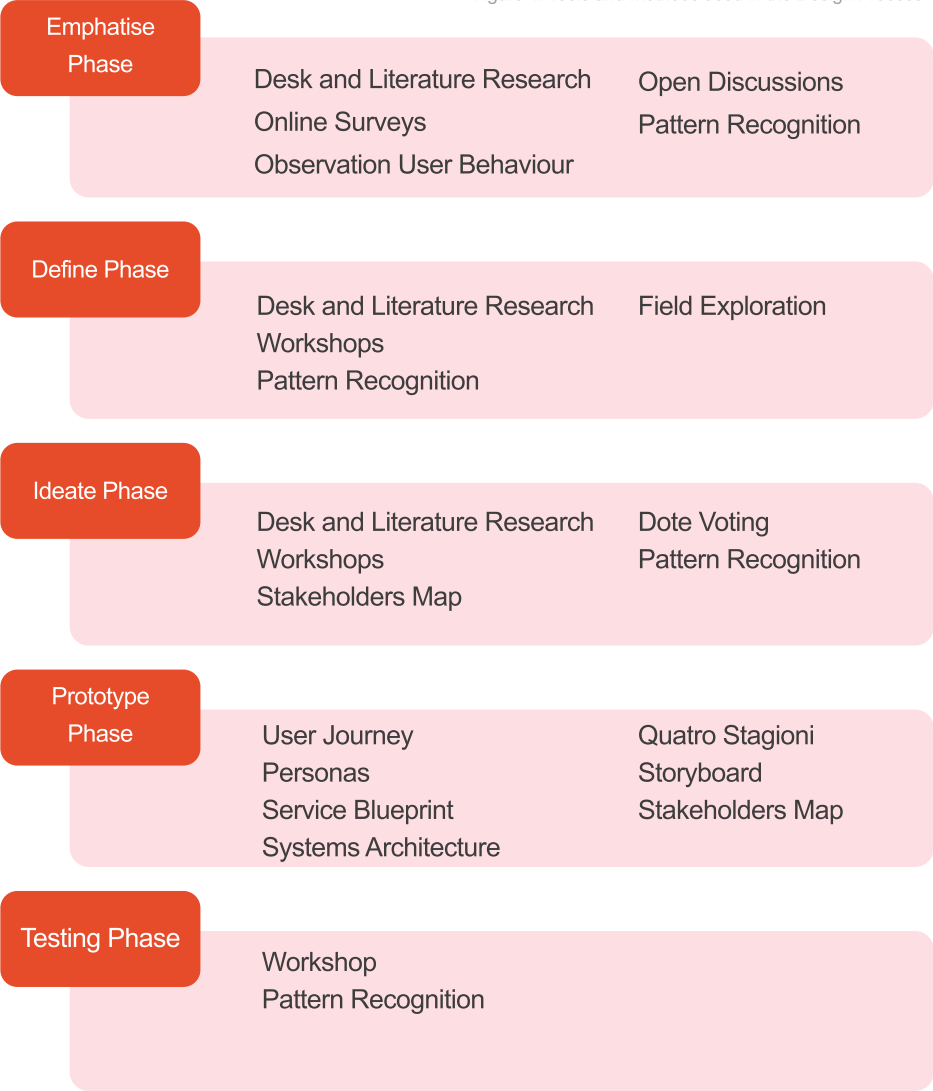 Emphatise
Phase
Desk and Literature Research
Online Surveys
Observation User Behaviour
Open Discussions
Pattern Recognition
Define Phase
Desk and Literature Research
Workshops
Pattern Recognition
Field Exploration
Ideate Phase
Desk and Literature Research
Workshops
Stakeholders Map
Dote Voting
Pattern Recognition
Prototype
Phase
User Journey
Personas
Service Blueprint
Systems Architecture
Quatro Stagioni
Storyboard
Stakeholders Map
Testing Phase
Workshop
Pattern Recognition